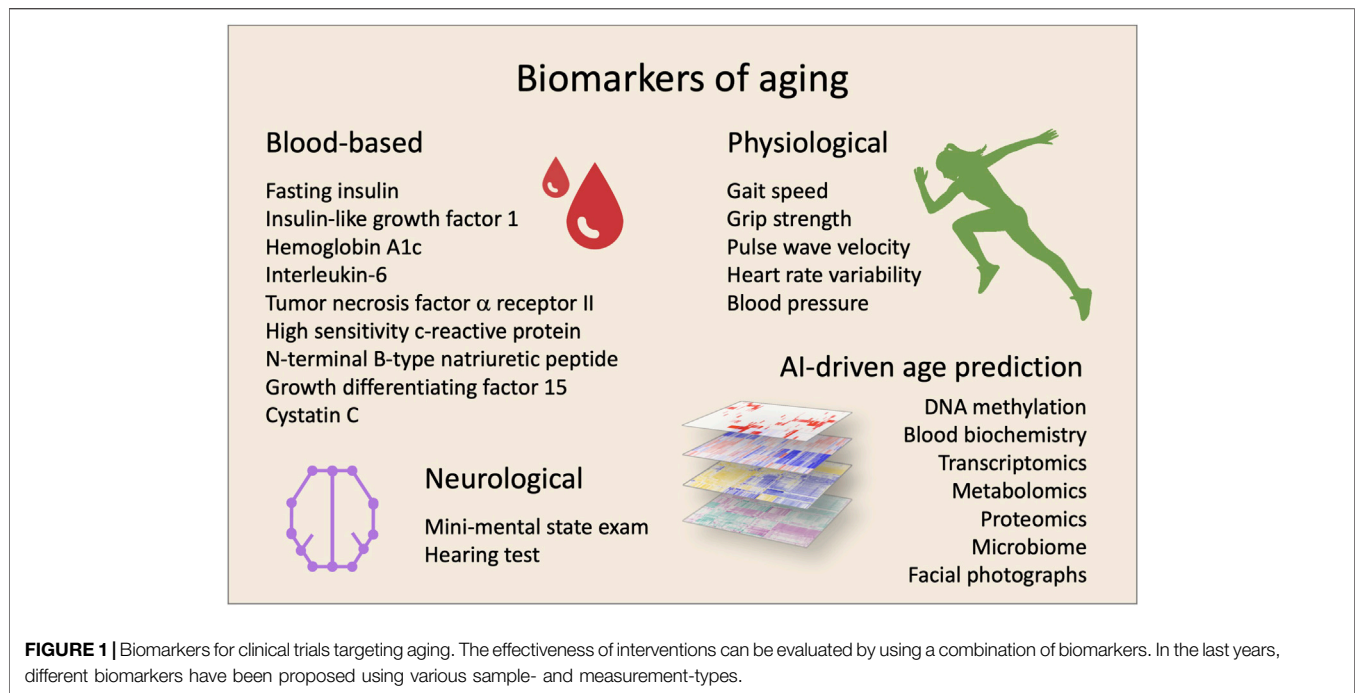 Biomarkers of aging
Blood-based
Fasting insulin
Insulin-like growth factor 1
Hemoglobin A1c
Interleukin-6
Tumor necrosis factor α receptor II
High sensitivity c-reactive protein
N-terminal B-type natriuretic peptide
Growth differentiating factor 15
Cystatin C
Physiological
Gait speed
Grip strength
Pulse wave velocity
Heart rate variability
Blood pressure
Neurological
Mini-mental state exam
Hearing test
AI-driven age prediction
DNA methylation
Blood biochemistry
Transcriptomics
Metabolomics
Proteomics
Microbiome
Facial photographs
FIGURE 1 | Biomarkers for clinical trials targeting aging. The effectiveness of interventions can be evaluated by using a combination of biomarkers. In the last years,
different biomarkers have been proposed using various sample- and measurement-types.